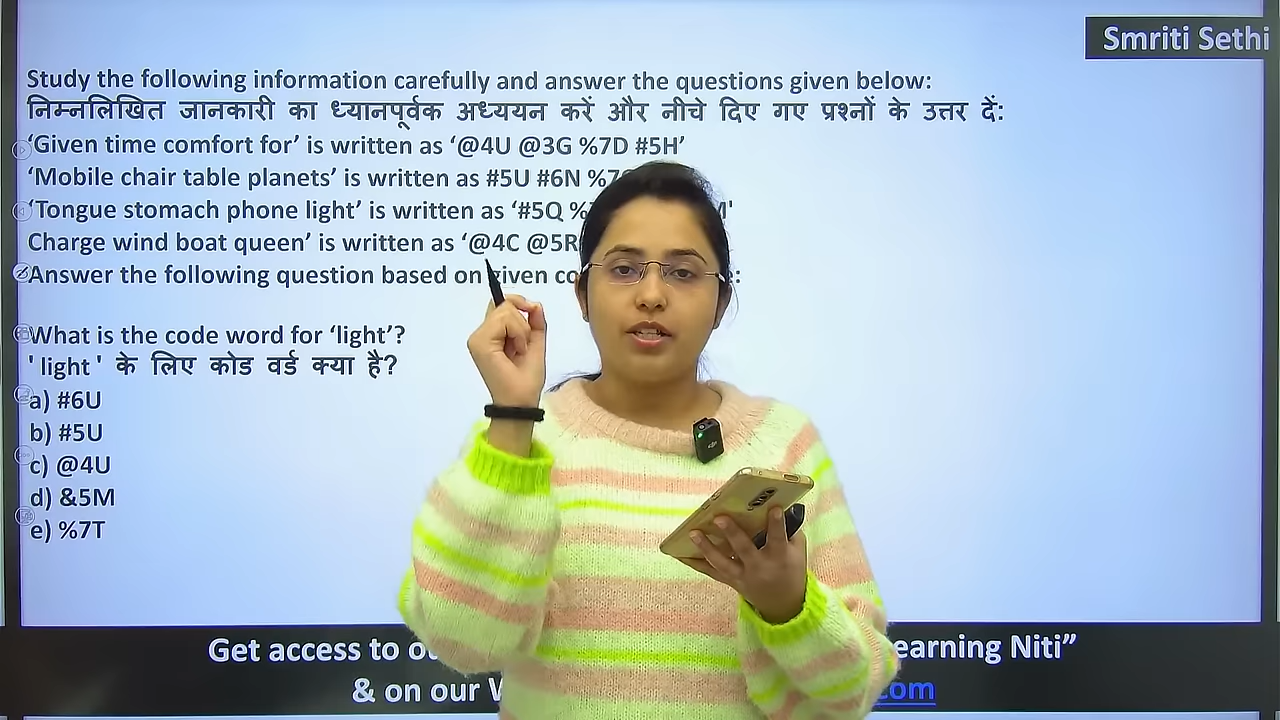 Smriti Sethi
Study the following information carefully and answer the questions given below:
निम्नलिखित जानकारी का ध्यानपूर्वक अध्ययन करें और नीचे दिए गए प्रश्नों के उत्तर दें:
‘Given time comfort for’ is written as ‘@4U @3G %7D #5H’
‘Mobile chair table planets’ is written as #5U #6N
‘Tongue stomach phone light’ is written as ‘#5Q
Charge wind boat queen’ is written as ‘@4C @5R
Answer the following question based on given
What is the code word for ‘light’?
' light ' के लिए कोड वर्ड क्या है?
a) #6U
b) #5U
c) @4U
d) &5M
e) %7T
Get access to Niti”
& on our